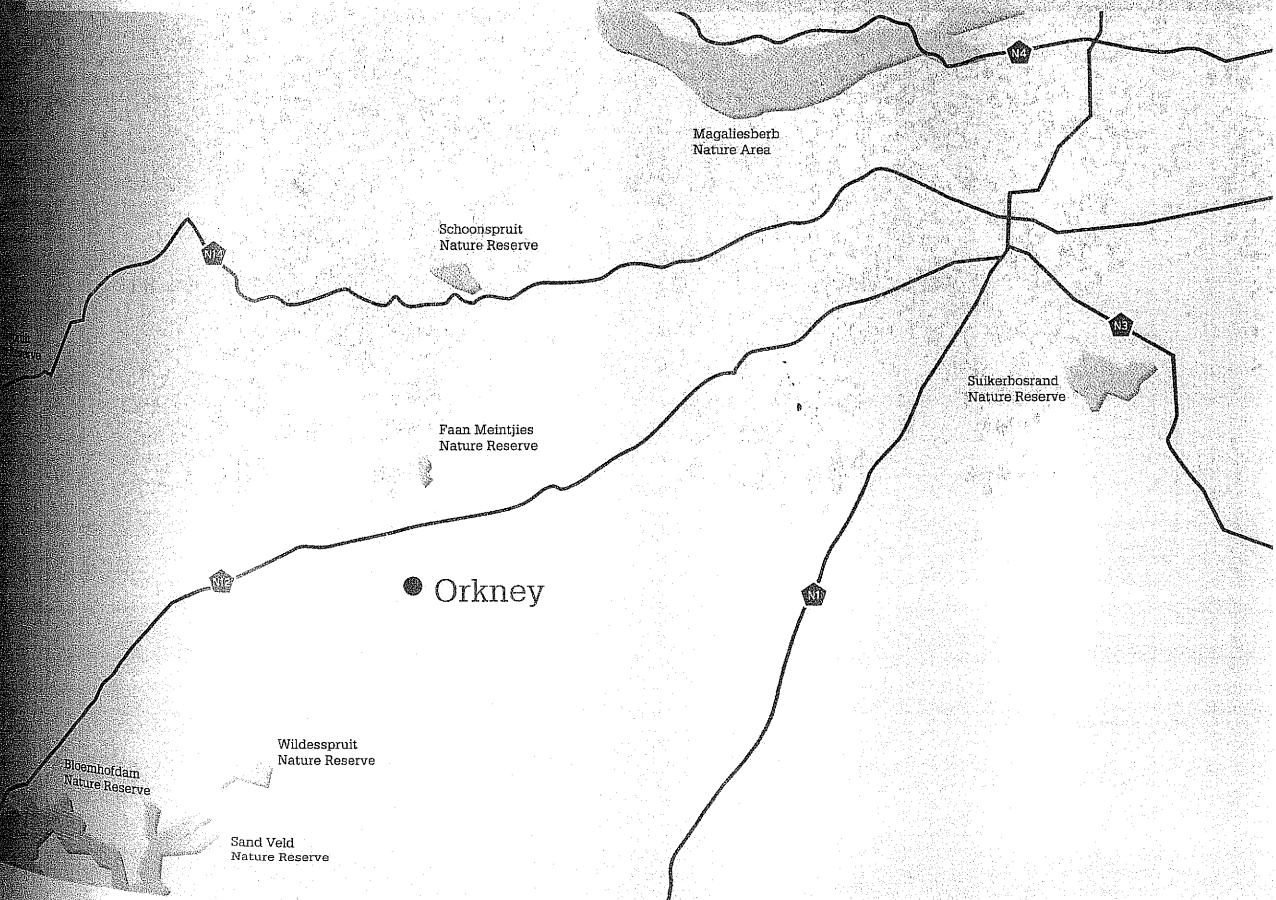 N4
Magaliesberb
Nature Area
Schoonspruit
Nature Reserve
N14
N3
Suikerbosrand
Nature Reserve
Faan Meintjies
Nature Reserve
N12
Orkney
N1
Wildesspruit
Nature Reserve
Bloemhofdam
Nature Reserve
Sand Veld
Nature Reserve